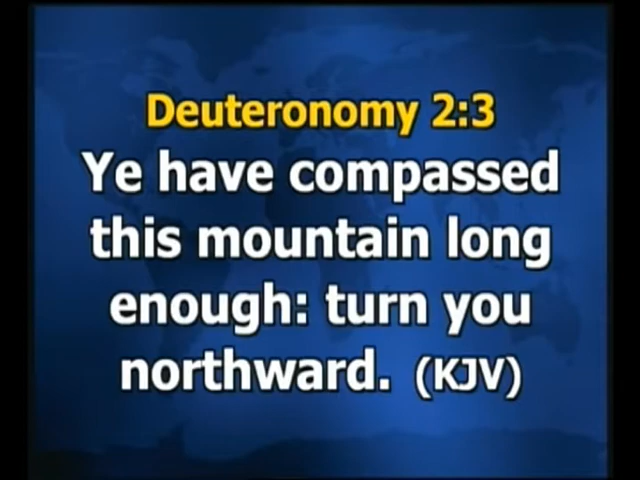 Deuteronomy 2:3
Ye have compassed
this mountain long
enough: turn you
northward. (KJV)